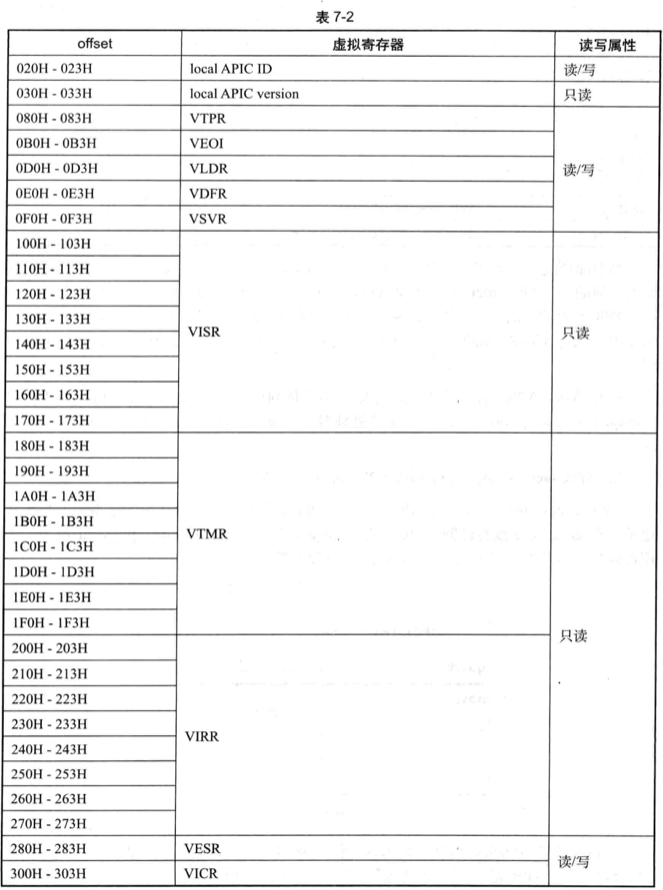 表 7-2
offset 虚拟寄存器 读写属性
020H - 023H local APIC ID 读/写
030H - 033H local APIC version 只读
080H - 083H VTPR
0B0H - 0B3H VEOI
0D0H - 0D3H VLDR 读/写
0E0H - 0E3H VDFR
0F0H - 0F3H VSVR
100H - 103H
110H - 113H
120H - 123H
130H - 133H
VISR 只读
140H - 143H
150H - 153H
160H - 163H
170H - 173H
180H - 183H
190H - 193H
1A0H - 1A3H
1B0H - 1B3H
VTMR
1C0H - 1C3H
1D0H - 1D3H
1E0H - 1E3H
1F0H - 1F3H
只读
200H - 203H
210H - 213H
220H - 223H
230H - 233H
VIRR
240H - 243H
250H - 253H
260H - 263H
270H - 273H
280H - 283H VESR
读/写
300H - 303H VICR